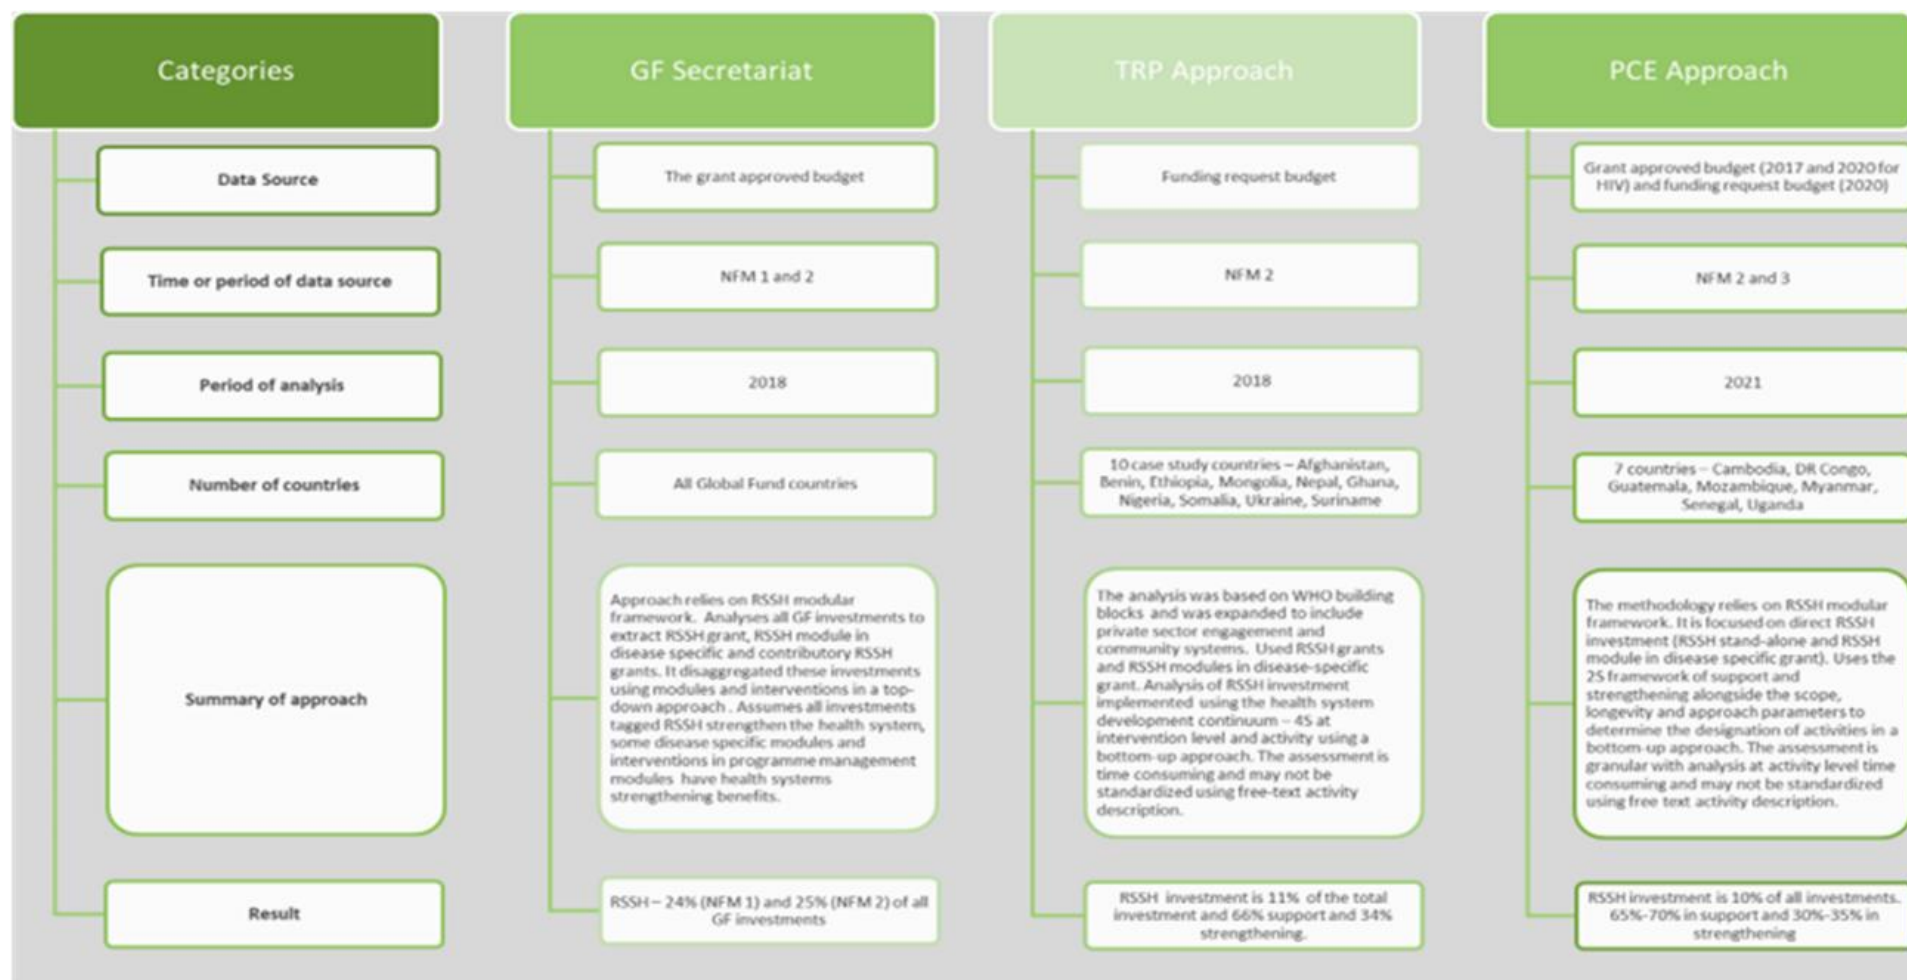 Categories
Data Source
Time or period of data source
Period of analysis
Number of countries
Summary of approach
Result
GF Secretariat
The grant approved budget
NFM 1 and 2
2018
All Global Fund countries
Approach relies on RSSH modular
framework. Analyses all GF investments to
extract RSSH grant, RSSH module in
disease specific and contributory RSSH
grants. It disaggregated these investments
using modules and interventions in a top-
down approach . Assumes all investments
tagged RSSH strengthen the health system,
some disease specific modules and
interventions in programme management
modules have health systems
strengthening benefits.
RSSH – 24% (NFM 1) and 25% (NFM 2) of all
GF investments
TRP Approach
Funding request budget
NFM 2
2018
10 case study countries – Afghanistan,
Benin, Ethiopia, Mongolia, Nepal, Ghana,
Nigeria, Somalia, Ukraine, Suriname
The analysis was based on WHO building
blocks and was expanded to include
private sector engagement and
community systems. Used RSSH grants
and RSSH modules in disease-specific
grant. Analysis of RSSH investment
implemented using the health system
development continuum – 4S at
intervention level and activity using a
bottom-up approach. The assessment is
time consuming and may not be
standardized using free-text activity
description.
RSSH investment is 11% of the total
investment and 66% support and 34%
strengthening.
PCE Approach
Grant approved budget (2017 and 2020 for
HIV) and funding request budget (2020)
NFM 2 and 3
2021
7 countries – Cambodia, DR Congo,
Guatemala, Mozambique, Myanmar,
Senegal, Uganda
The methodology relies on RSSH modular
framework. It is focused on direct RSSH
investment (RSSH stand-alone and RSSH
module in disease specific grant). Uses the
2S framework of support and
strengthening alongside the scope,
longevity and approach parameters to
determine the designation of activities in a
bottom-up approach. The assessment is
granular with analysis at activity level time
consuming and may not be standardized
using free text activity description.
RSSH investment is 10% of all investments.
65%-70% in support and 30%-35% in
strengthening